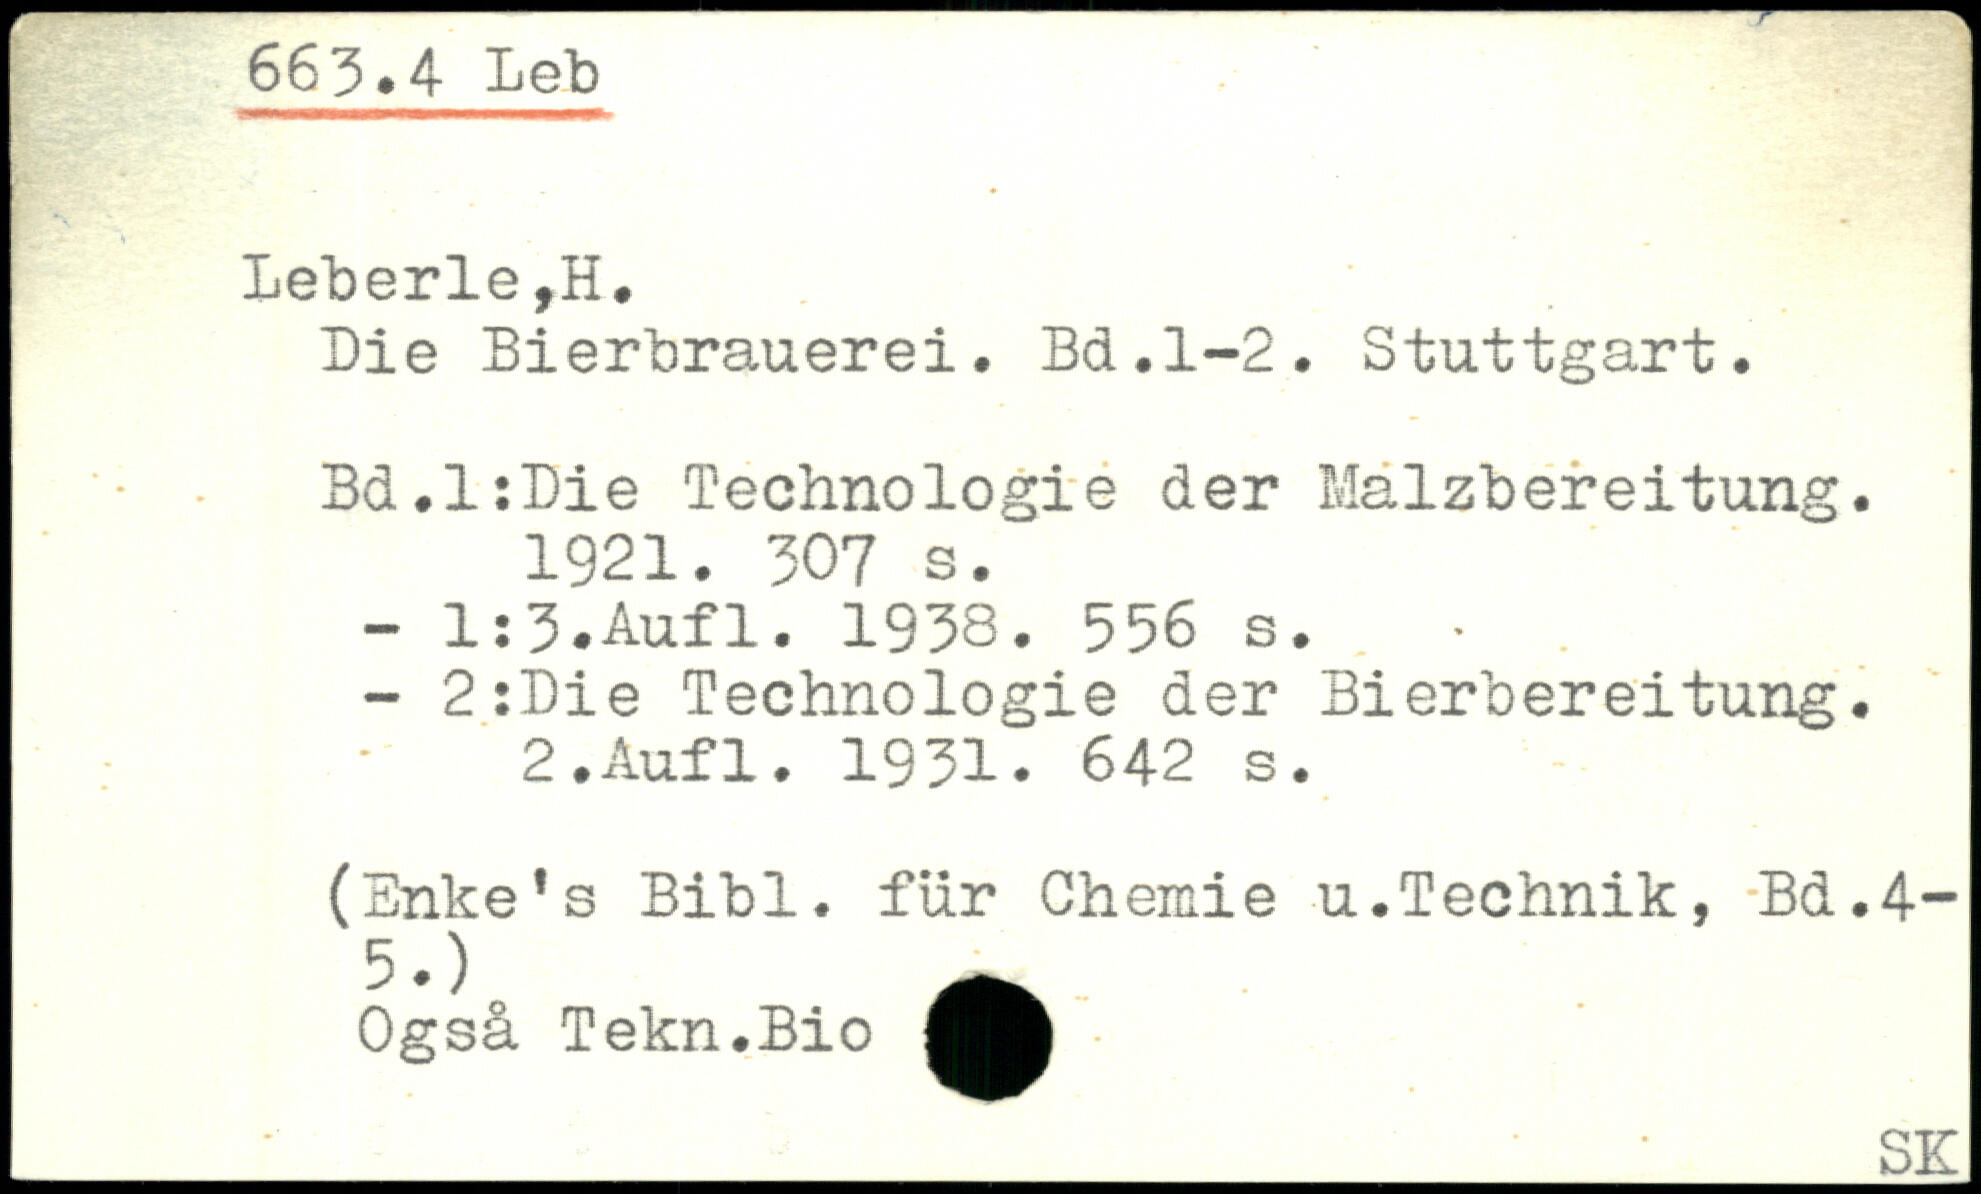 663.4 Leb
Leberle,H.
Die Bierbrauerei. Bd.1-2. Stuttgart.
Bd.1:Die Technologie der Malzbereitung.
1921. 307 s.
- 1:3.Aufl. 1938. 556 s.
- 2:Die Technologie der Bierbereitung.
2.Aufl. 1931. 642 s.
(Enke's Bibl. für Chemie u.Technik, Bd.4-
5.)
Også Tekn.Bio
SK